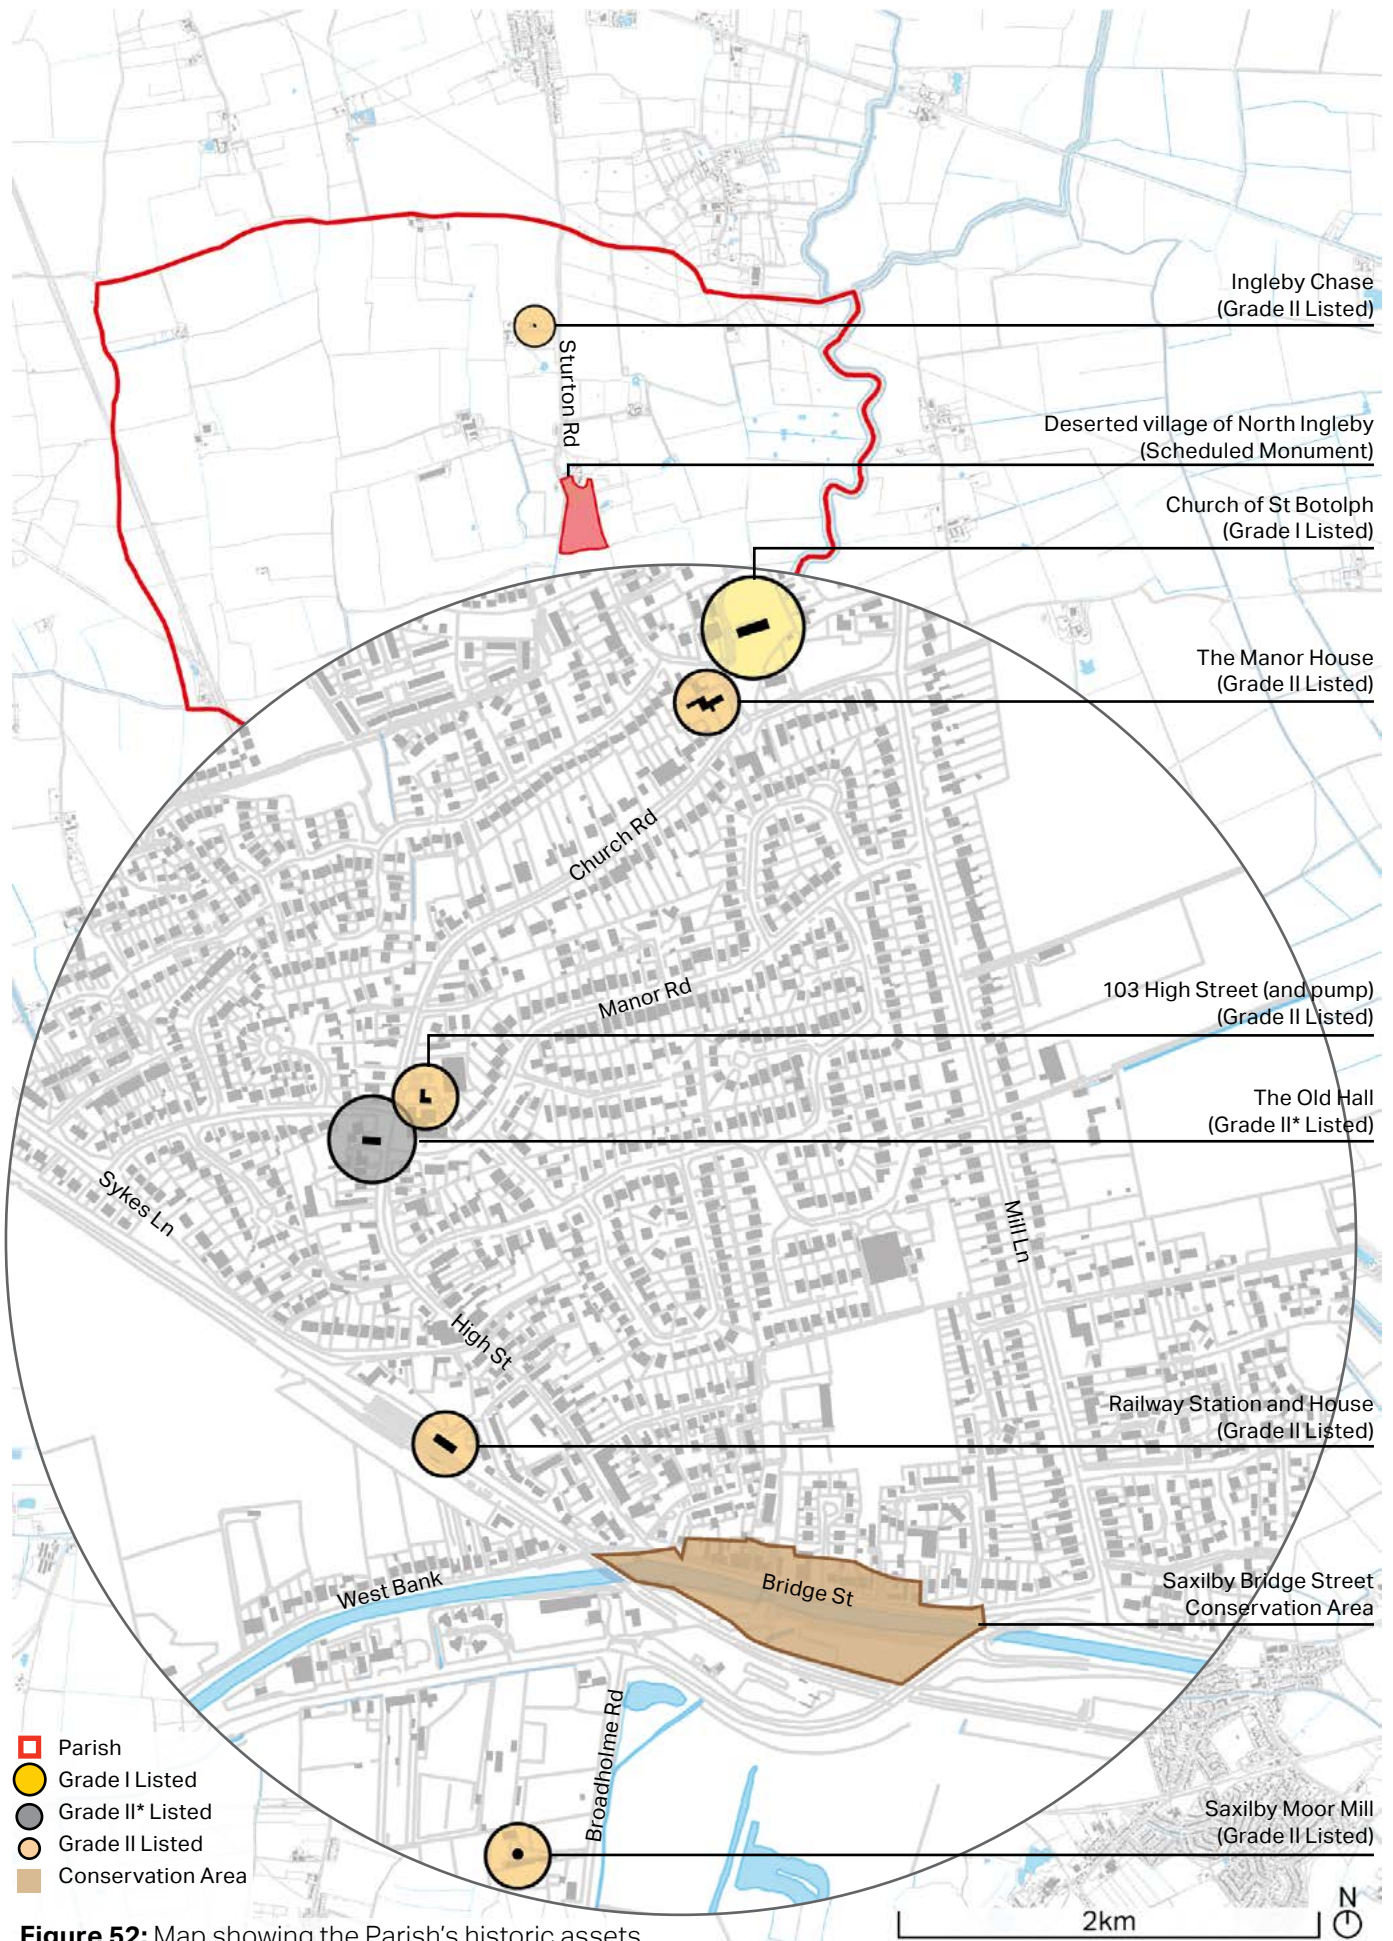 Ingleby Chase
(Grade II Listed)
Sturton Rd
Deserted village of North Ingleby
(Scheduled Monument)
Church of St Botolph
(Grade I Listed)
The Manor House
(Grade II Listed)
Church Rd
Manor Rd
103 High Street (and pump)
(Grade II Listed)
The Old Hall
(Grade II* Listed)
Sykes Ln
Mill Ln
High St
Railway Station and House
(Grade II Listed)
West Bank
Bridge St
Saxilby Bridge Street
Conservation Area
Broadholme Rd
Saxilby Moor Mill
(Grade II Listed)
Parish
Grade I Listed
Grade II* Listed
Grade II Listed
Conservation Area
N
2km
Figure 52: Map showing the Parish's historic assets